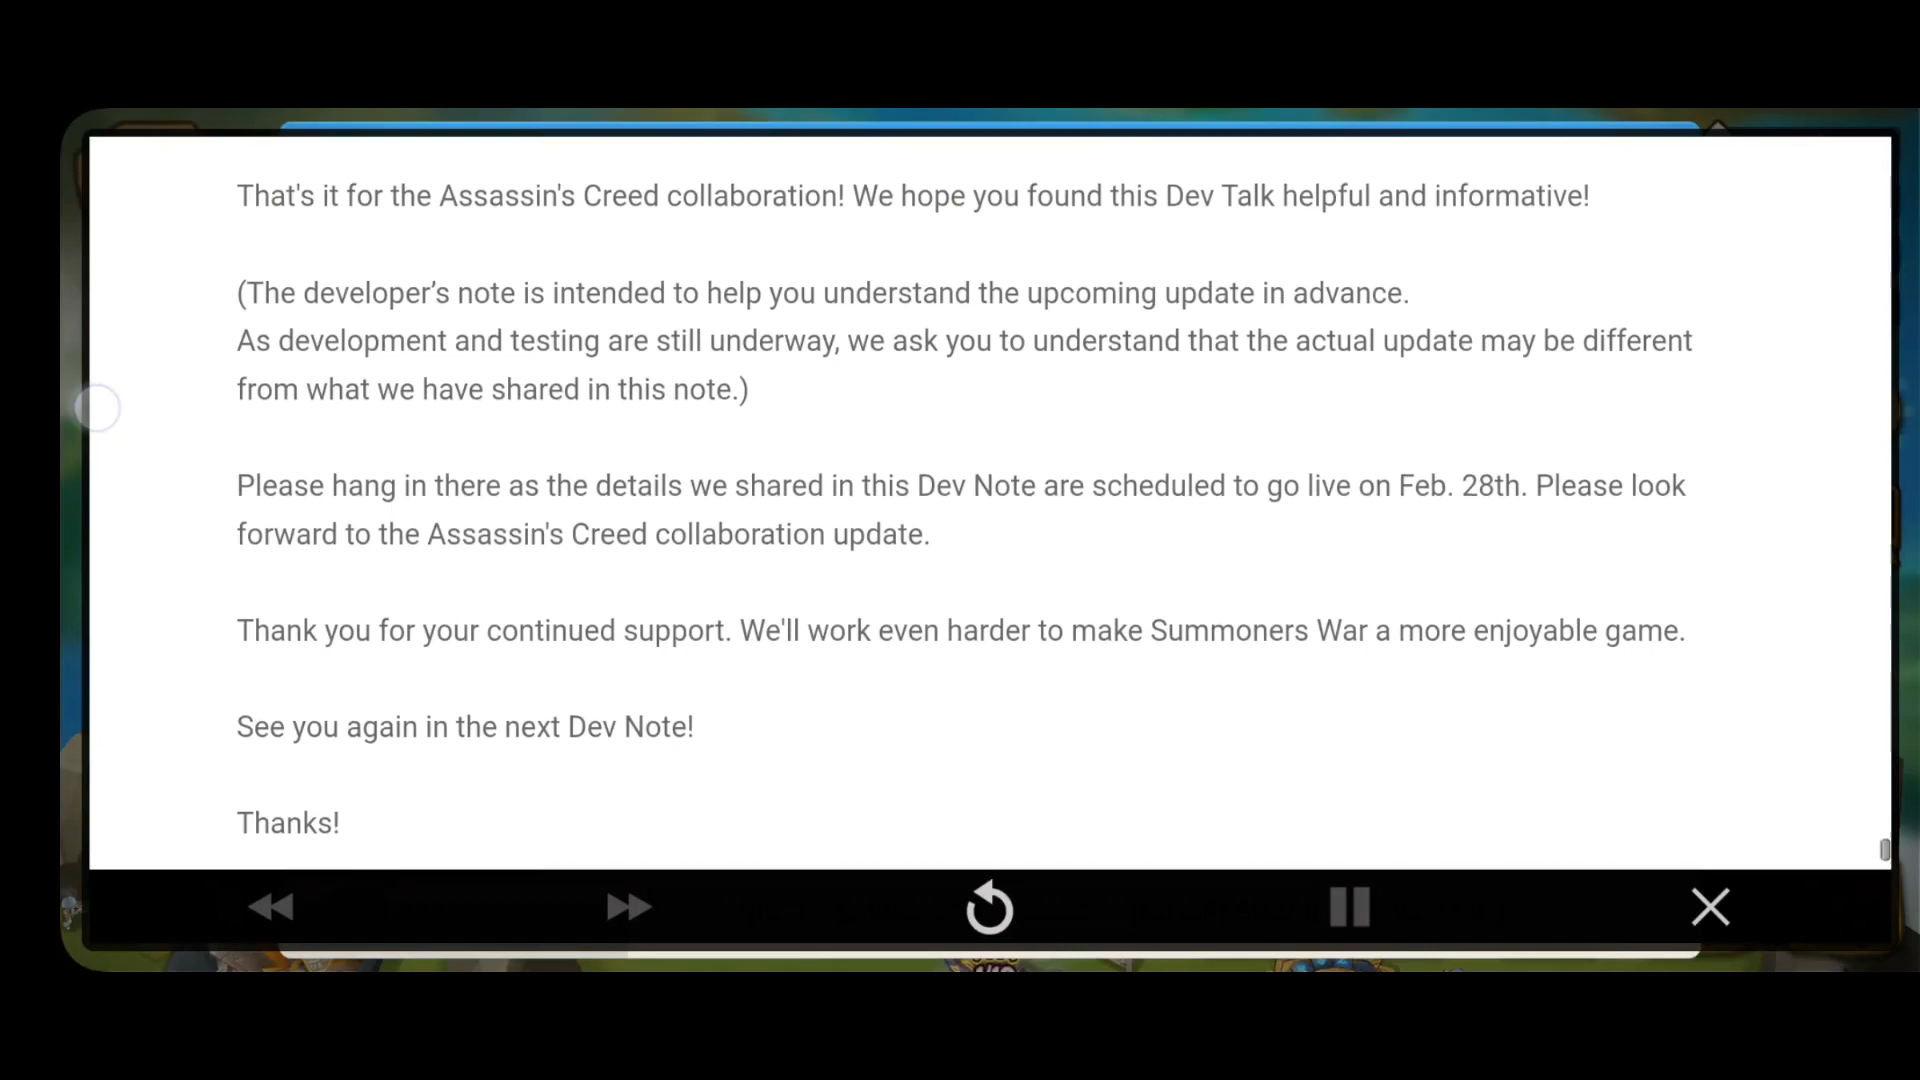 That's it for the Assassin's Creed collaboration! We hope you found this Dev Talk helpful and informative!
(The developer’s note is intended to help you understand the upcoming update in advance.
As development and testing are still underway, we ask you to understand that the actual update may be different
from what we have shared in this note.)
Please hang in there as the details we shared in this Dev Note are scheduled to go live on Feb. 28th. Please look
forward to the Assassin's Creed collaboration update.
Thank you for your continued support. We'll work even harder to make Summoners War a more enjoyable game.
See you again in the next Dev Note!
Thanks!